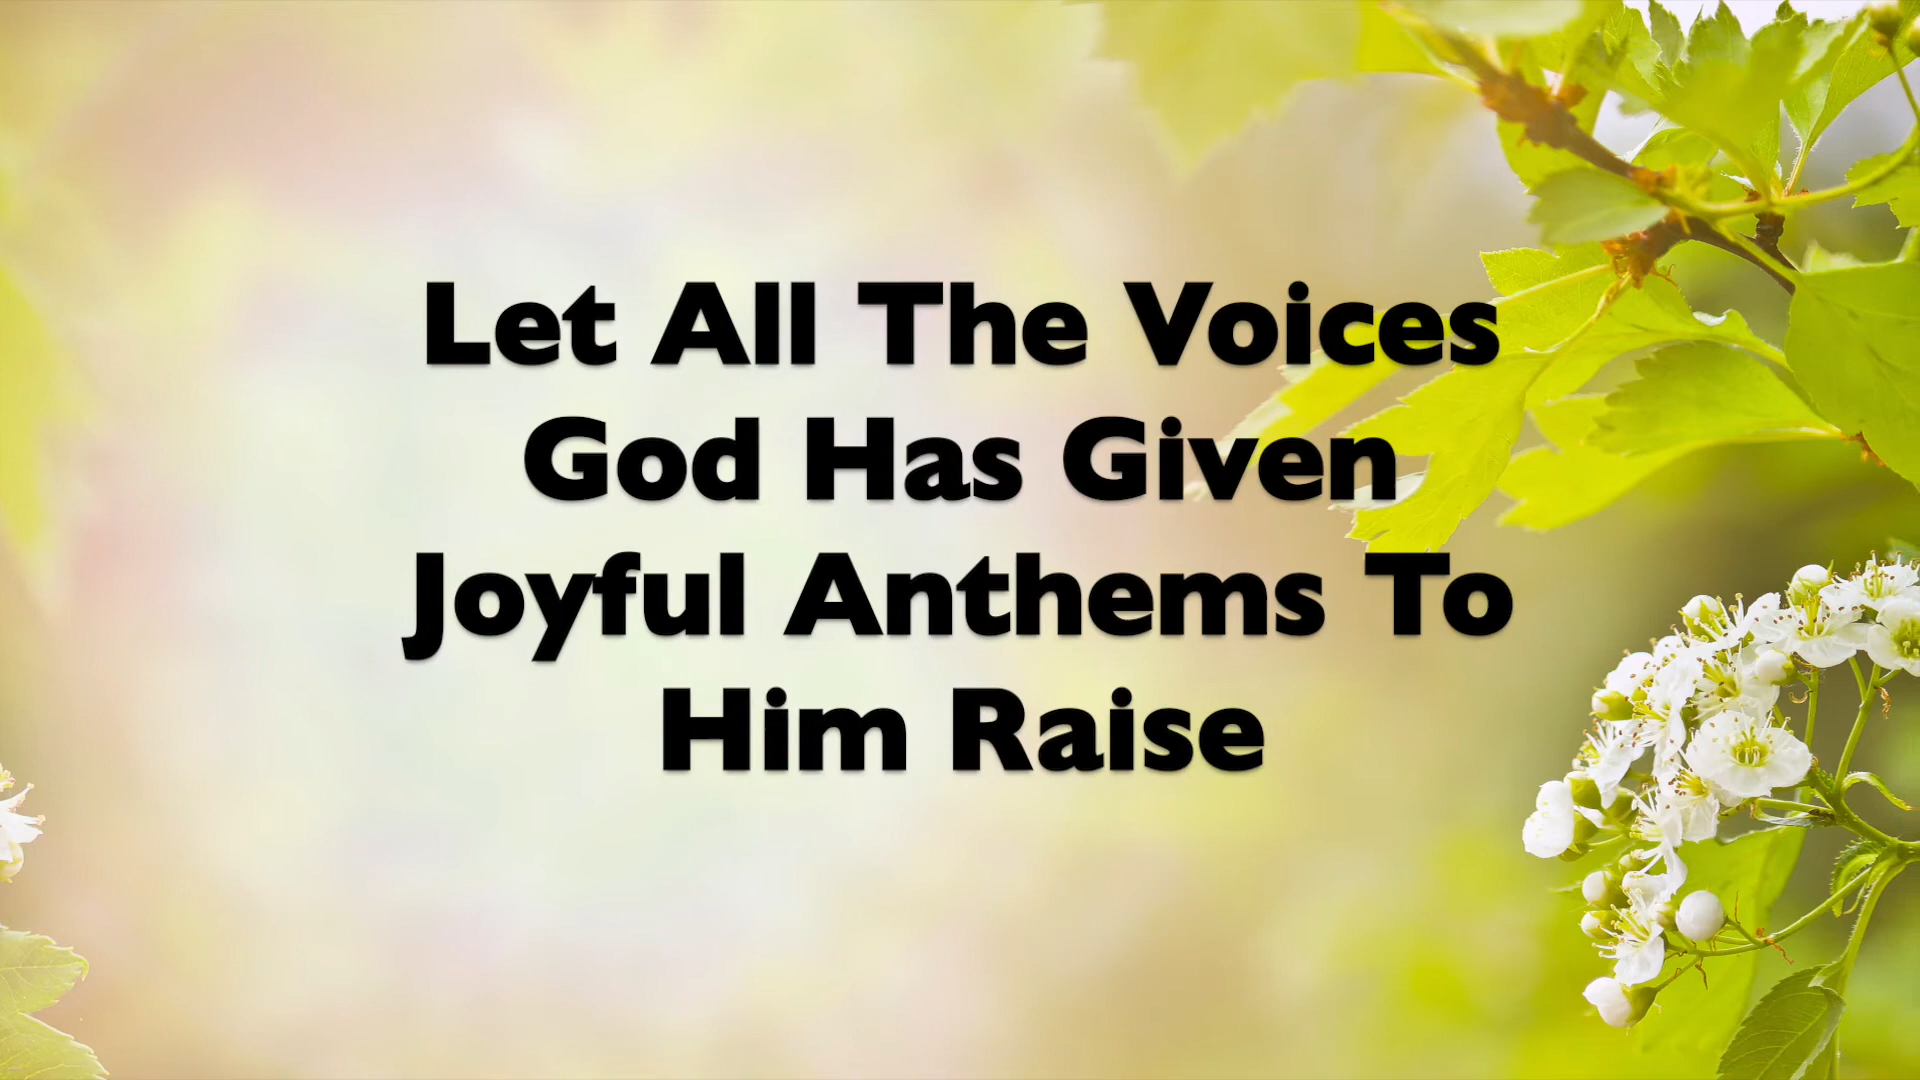 Let All The Voices
God Has Given
Joyful Anthems To
Him Raise